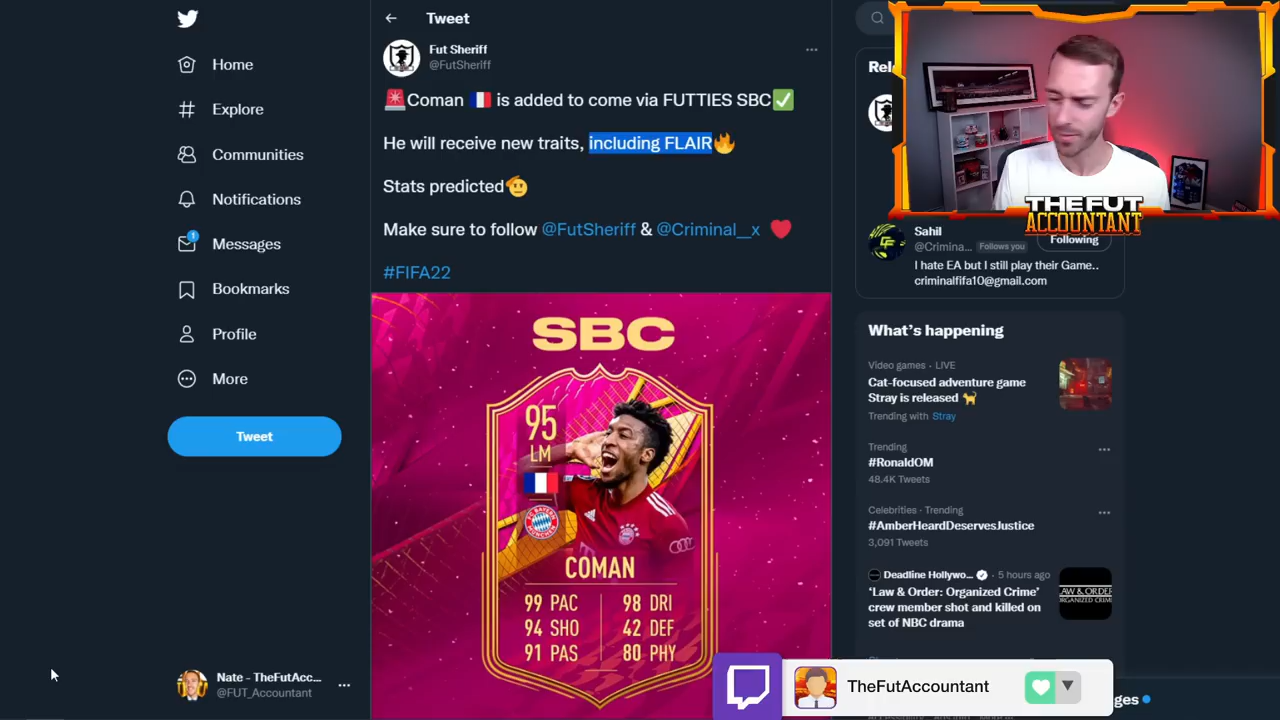 Home
Explore
Communities
Notifications
1
Messages
Bookmarks
Profile
More
Tweet
Nate - TheFutAcc...
@FUT_Accountant
Tweet
Fut Sheriff
@FutSheriff
🚨Coman 🇫🇷 is added to come via FUTTIES SBC✅
He will receive new traits, including FLAIR🔥
Stats predicted🫡
Make sure to follow @FutSheriff & @Criminal__x ❤️
#FIFA22
SBC
95
LM
COMAN
99 PAC
94 SHO
91 PAS
98 DRI
42 DEF
80 PHY
THE FUT
ACCOUNTANT
Following
Sahil
@Crimina... Follows you
I hate EA but I still play their Game..
criminalfifa10@gmail.com
What's happening
Video games · LIVE
Cat-focused adventure game
Stray is released 🐈
Trending with Stray
Trending
#RonaldOM
48.4K Tweets
Celebrities · Trending
#AmberHeardDeservesJustice
3,091 Tweets
Deadline Hollywo... · 5 hours ago
'Law & Order: Organized Crime'
crew member shot and killed on
set of NBC drama
TheFutAccountant